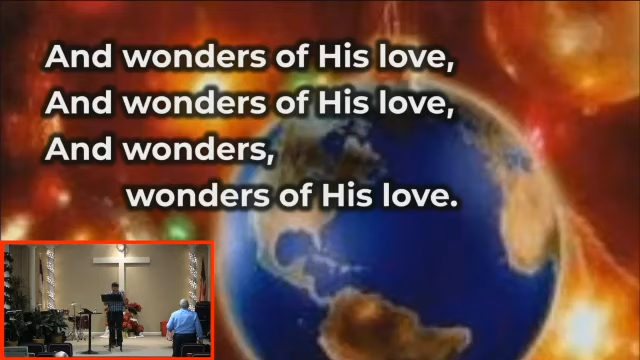 And wonders of His love,
And wonders of His love,
And wonders,
wonders of His love.